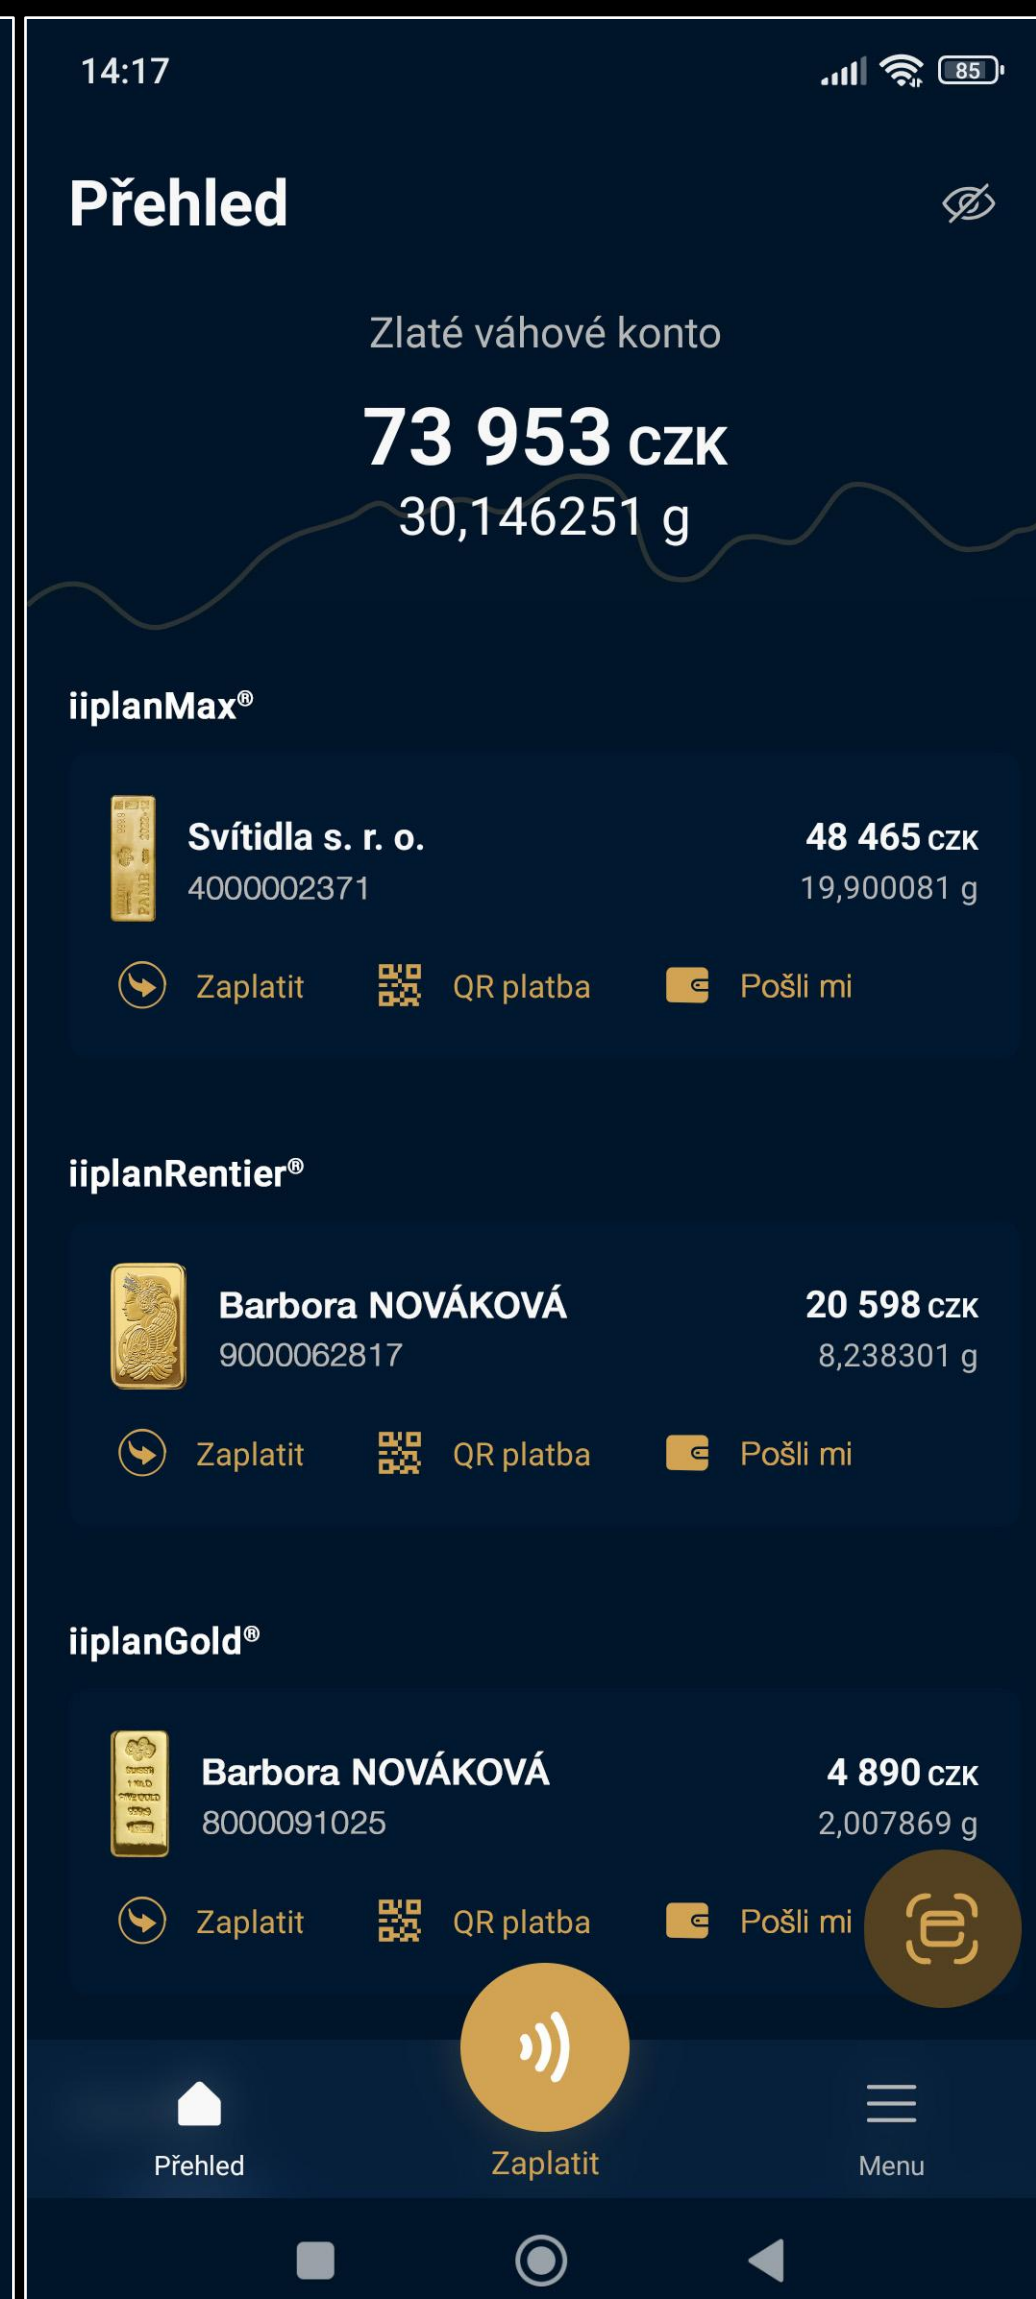 14:17
85
Přehled
Zlaté váhové konto
73 953 CZK
30,146251 g
iiplanMax®
Svítidla s. r. o.
48 465 CZK
4000002371
19,900081 g
Zaplatit QR platba Pošli mi
iiplanRentier®
Barbora NOVÁKOVÁ
20 598 CZK
9000062817
8,238301 g
Zaplatit QR platba Pošli mi
iiplanGold®
Barbora NOVÁKOVÁ
4 890 CZK
8000091025
2,007869 g
Zaplatit QR platba Pošli mi
Přehled Zaplatit Menu